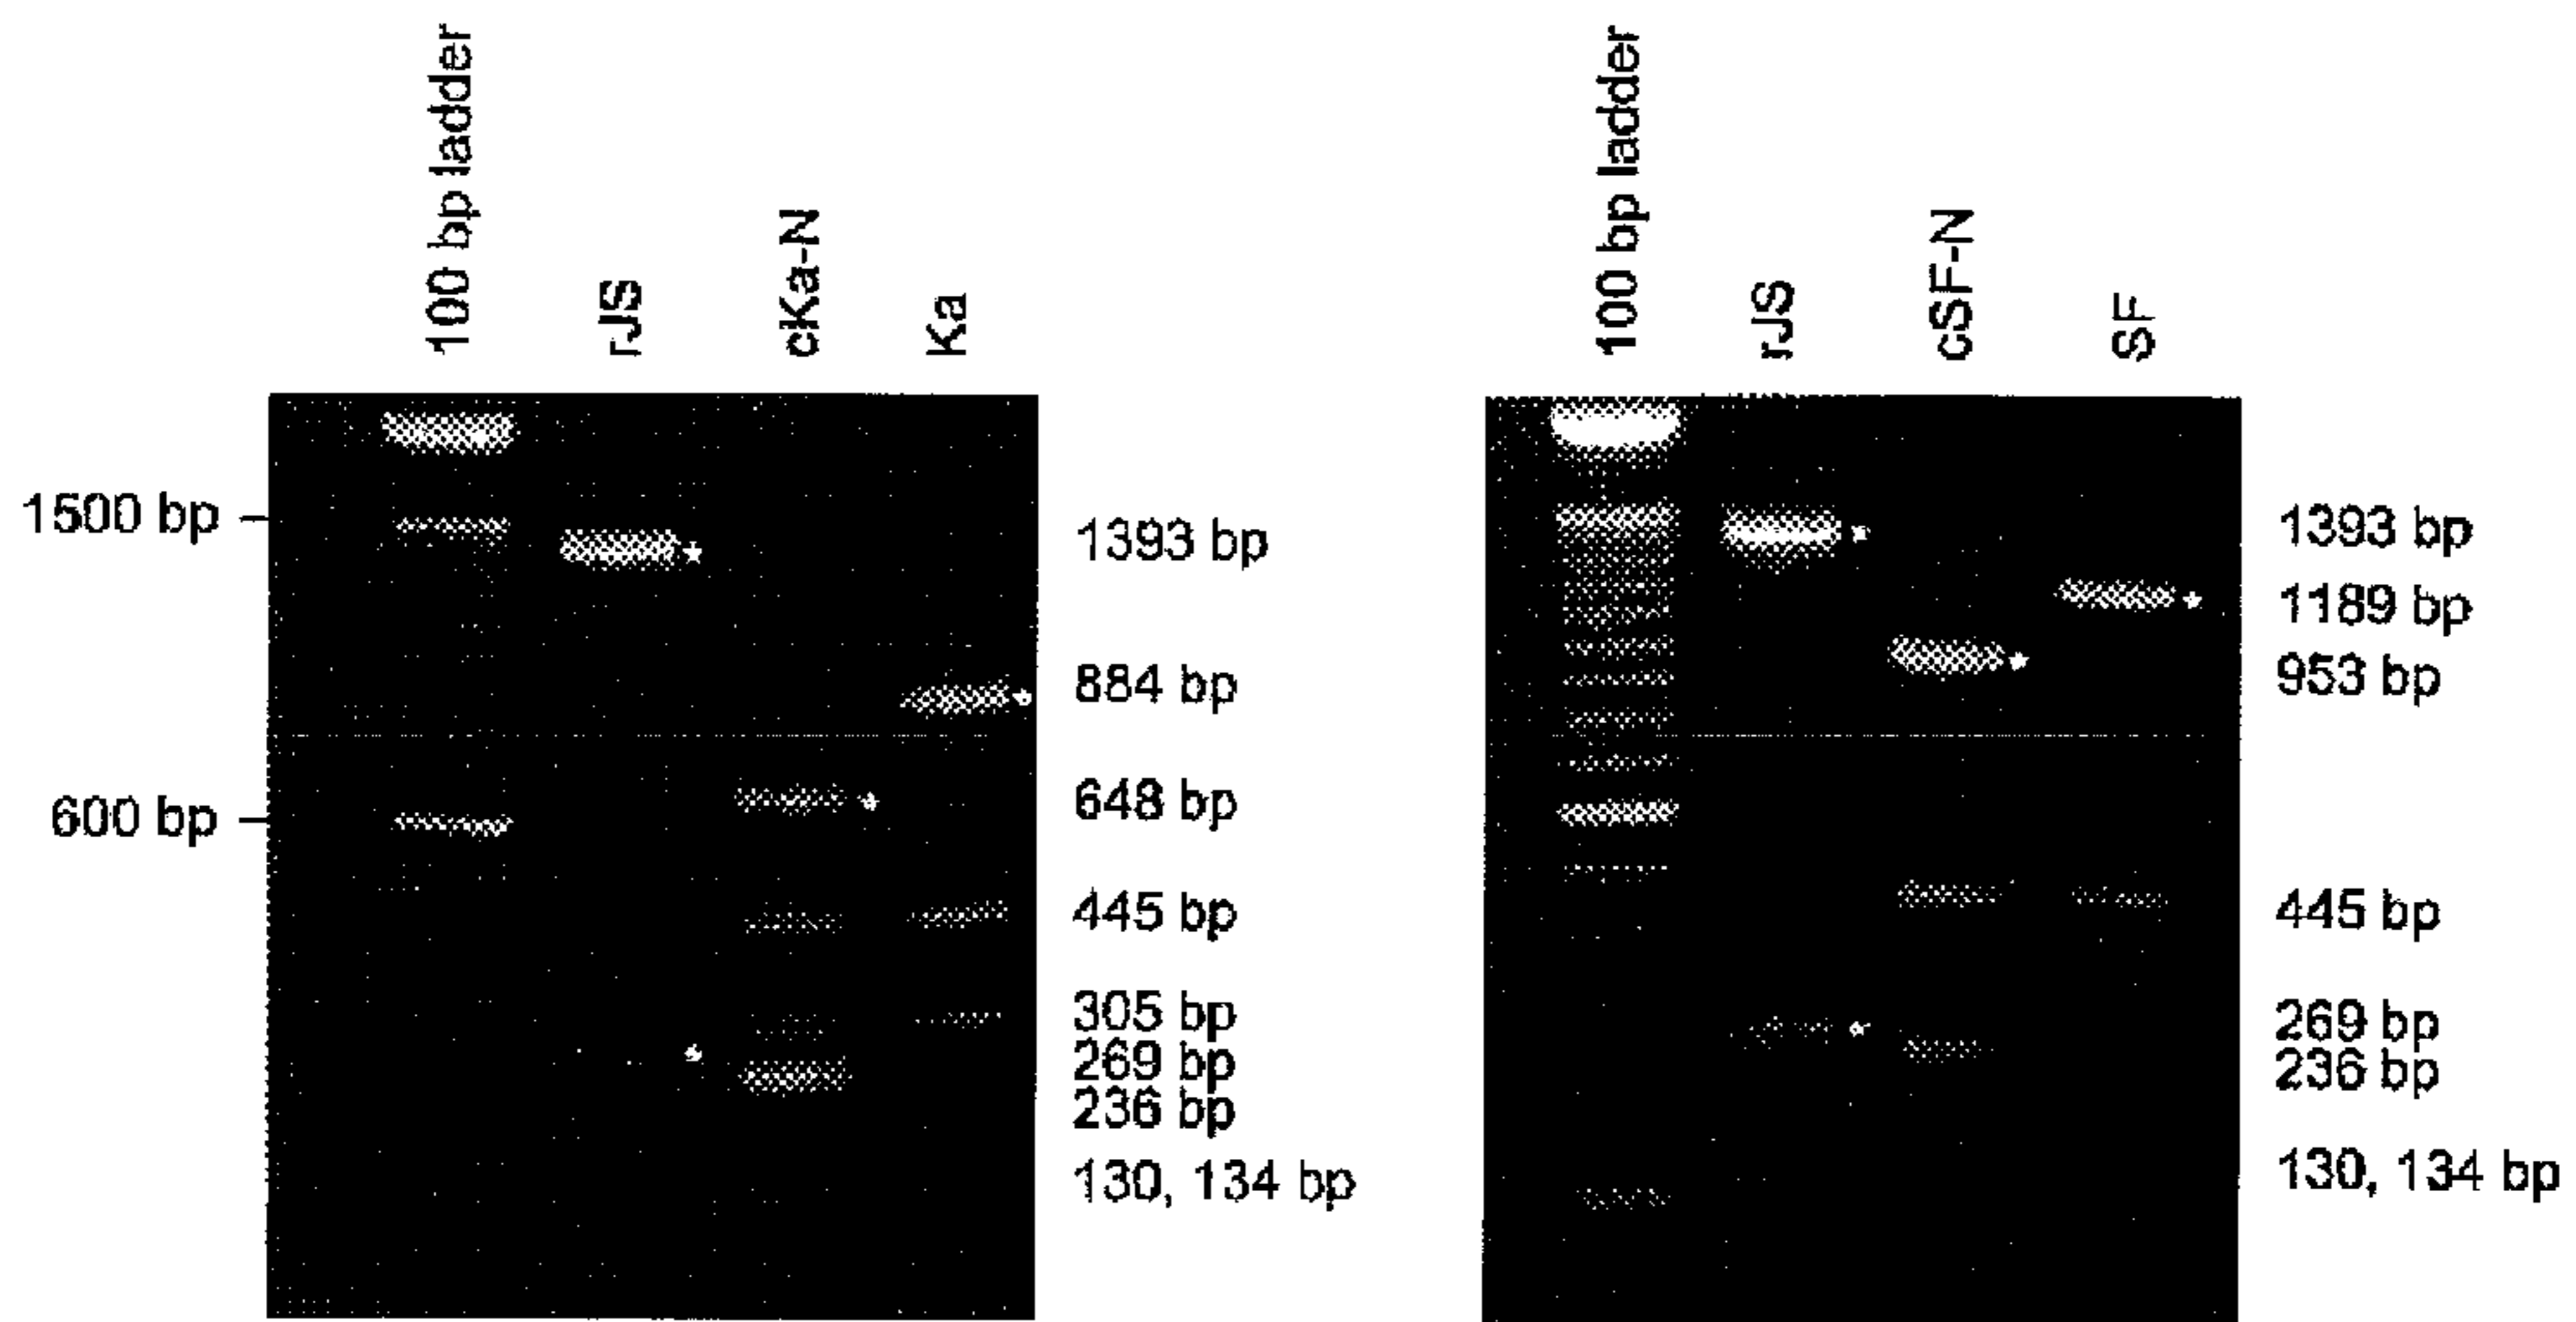 100 bp ladder
rJS
cKa-N
Ka
1500 bp
600 bp
1393 bp
884 bp
648 bp
445 bp
305 bp
269 bp
236 bp
130, 134 bp
100 bp ladder
rJS
cSF-N
SF
1393 bp
1189 bp
953 bp
445 bp
269 bp
236 bp
130, 134 bp